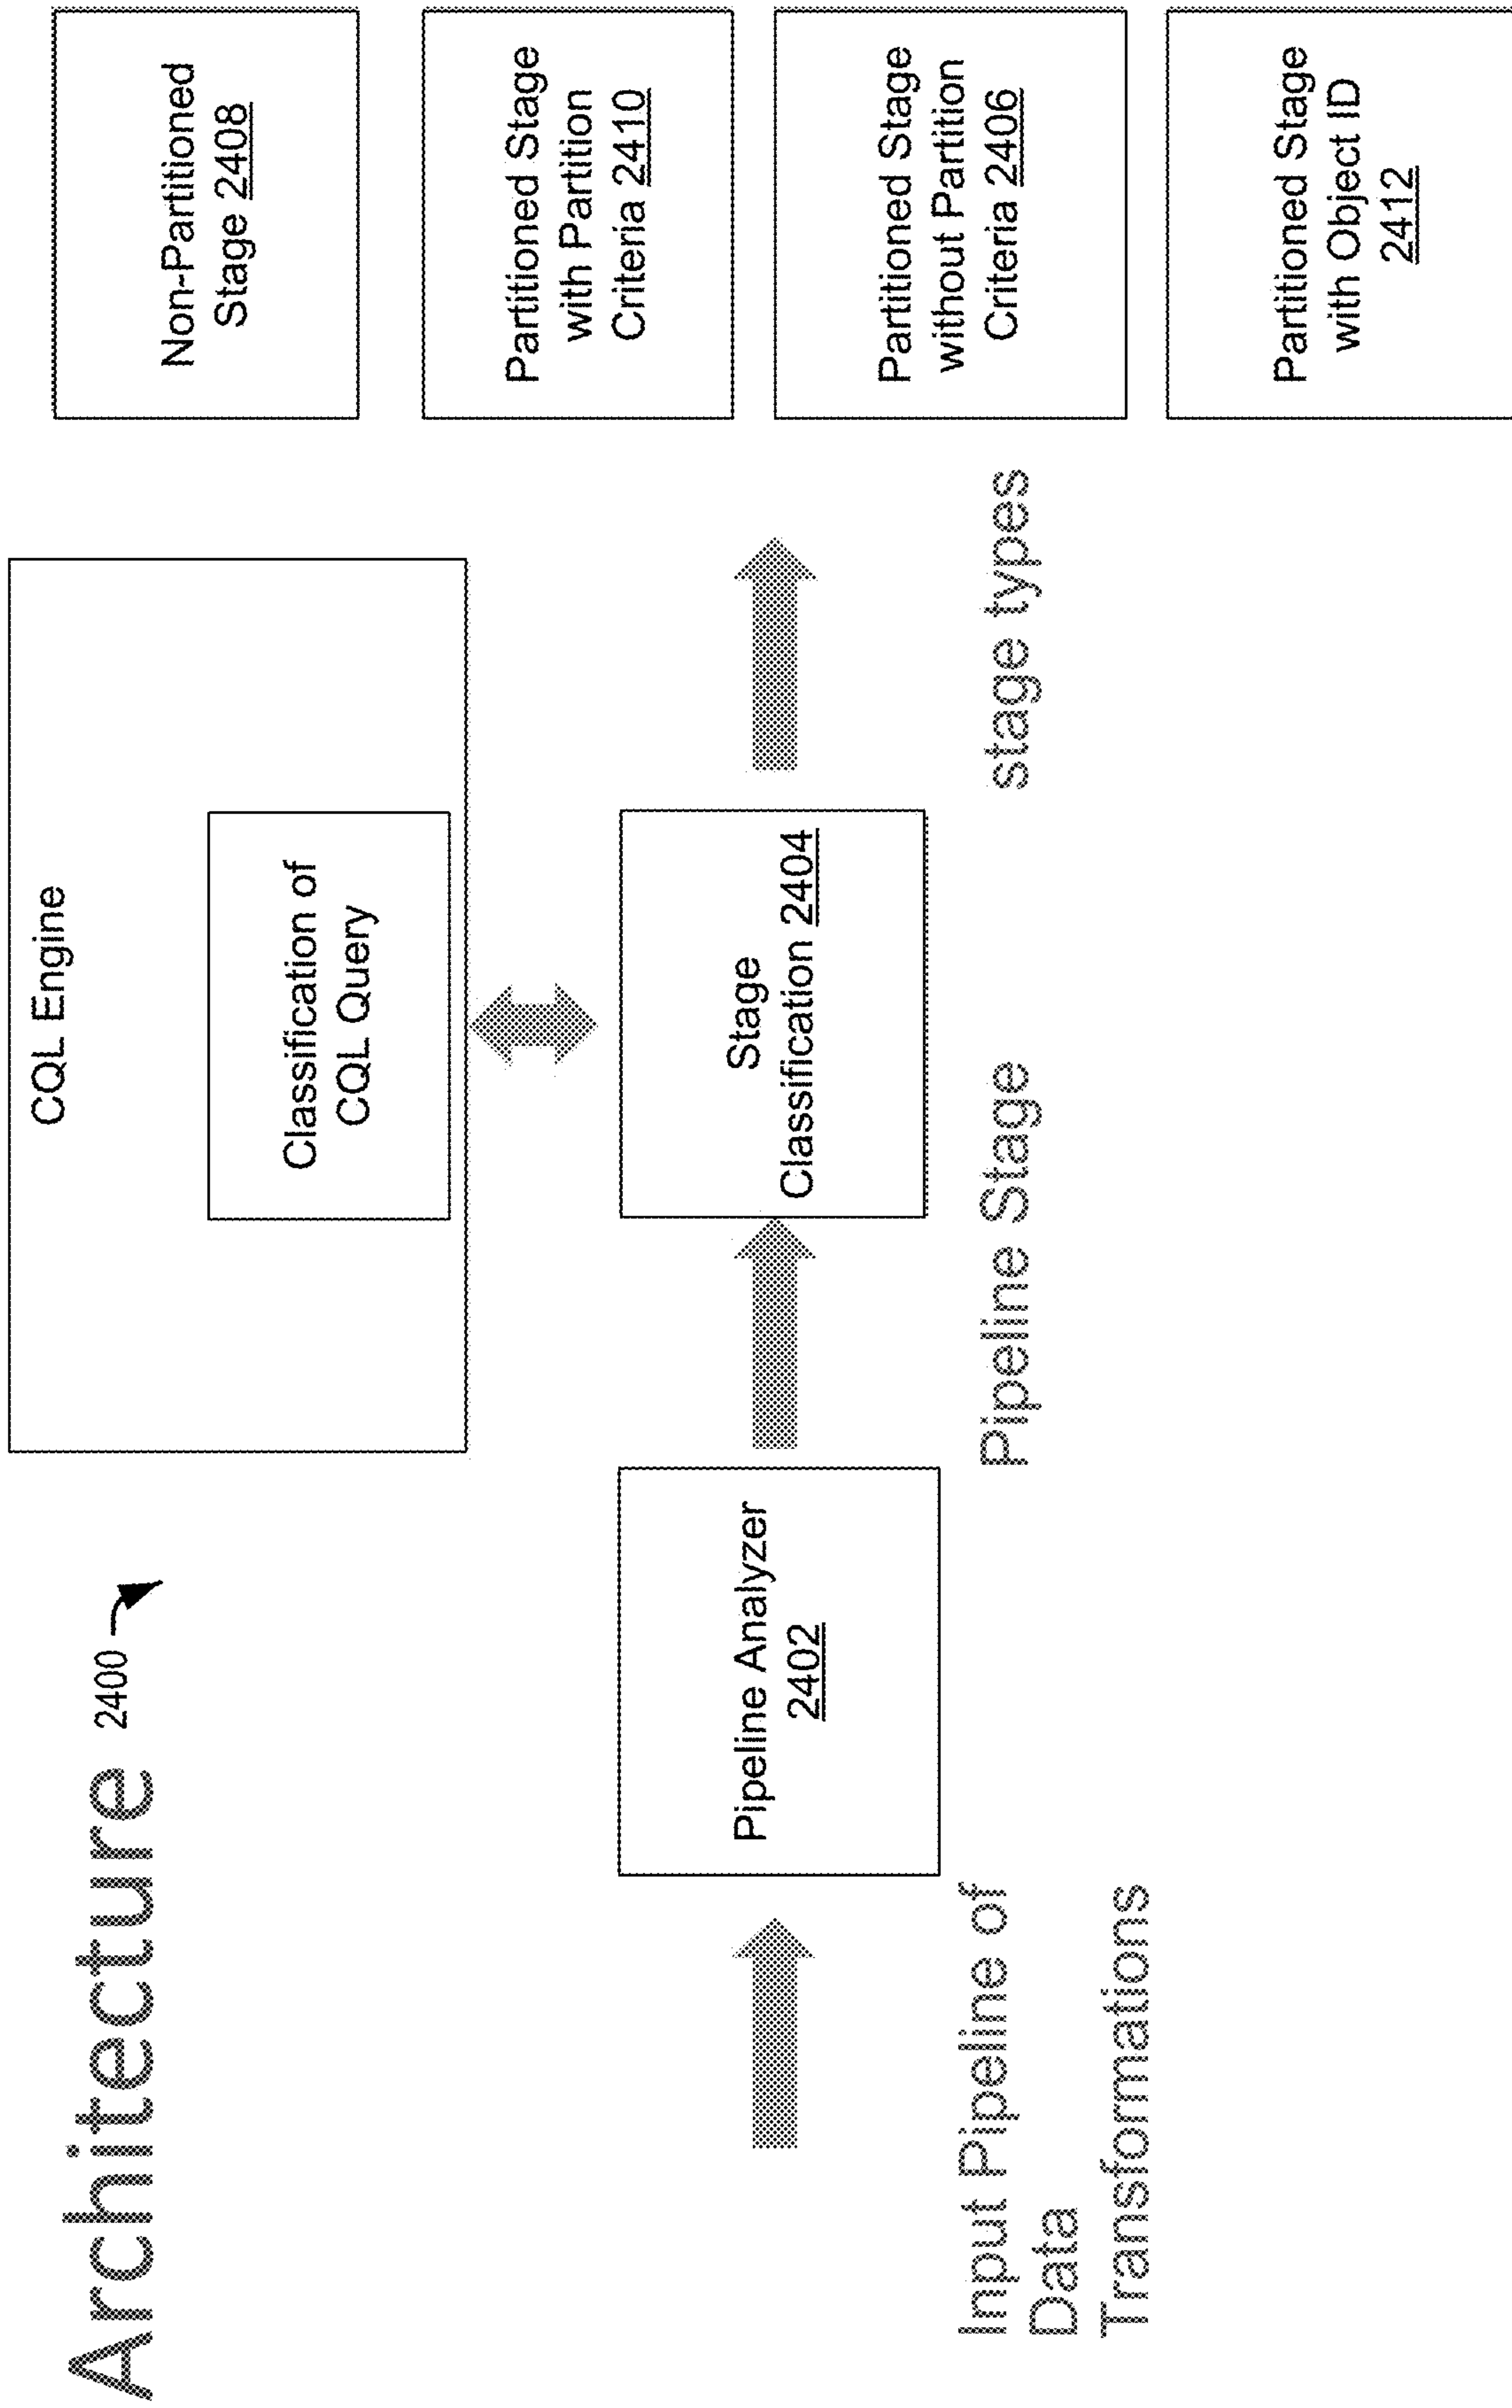 Architecture 2400
CQL Engine
Classification of
CQL Query
Input Pipeline of
Data
Transformations
Pipeline Analyzer
2402
Pipeline Stage
Stage
Classification 2404
stage types
Non-Partitioned
Stage 2408
Partitioned Stage
with Partition
Criteria 2410
Partitioned Stage
without Partition
Criteria 2406
Partitioned Stage
with Object ID
2412